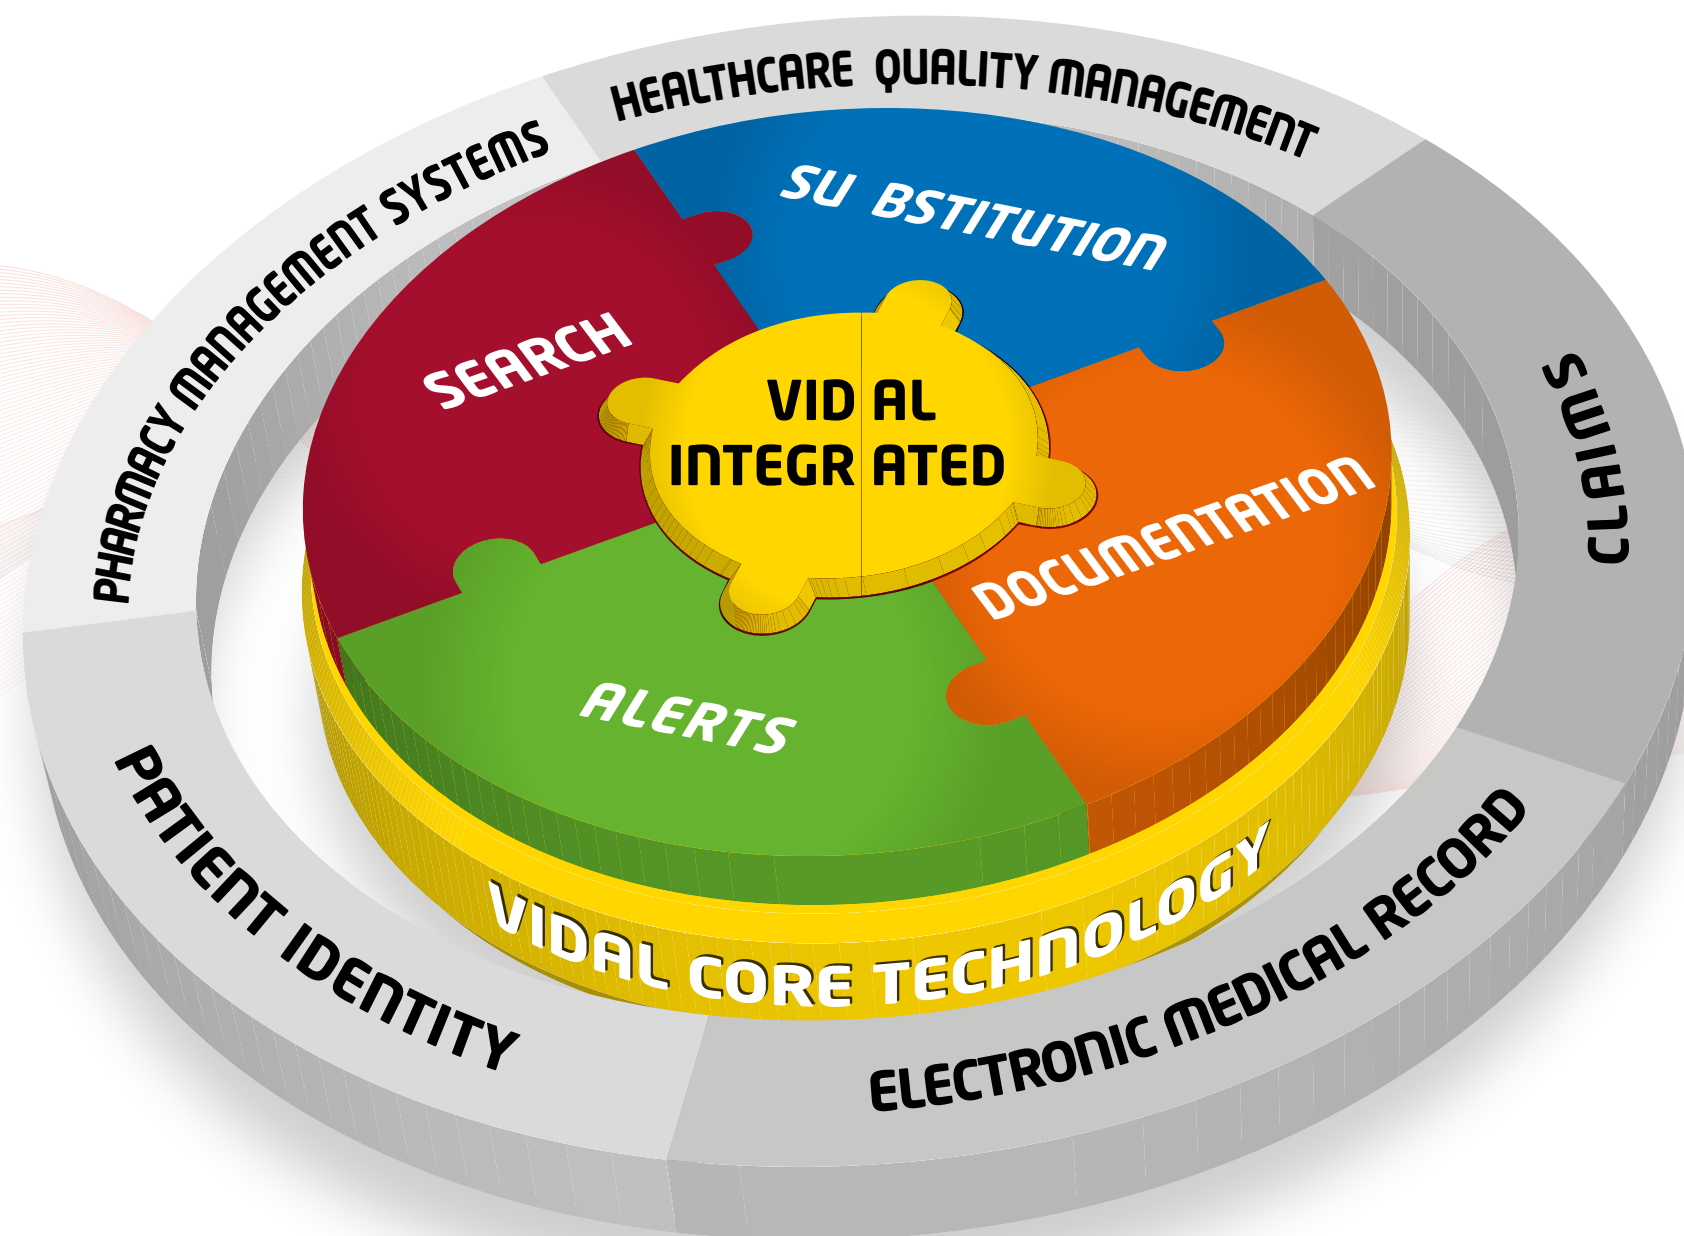 HEALTHCARE QUALITY MANAGEMENT
PHARMACY MANAGEMENT SYSTEMS
SU BSTITUTION
SEARCH
VID AL
INTEGR ATED
CLAIMS
DOCUMENTATION
ALERTS
PATIENT IDENTITY
VIDAL CORE TECHNOLOGY
ELECTRONIC MEDICAL RECORD